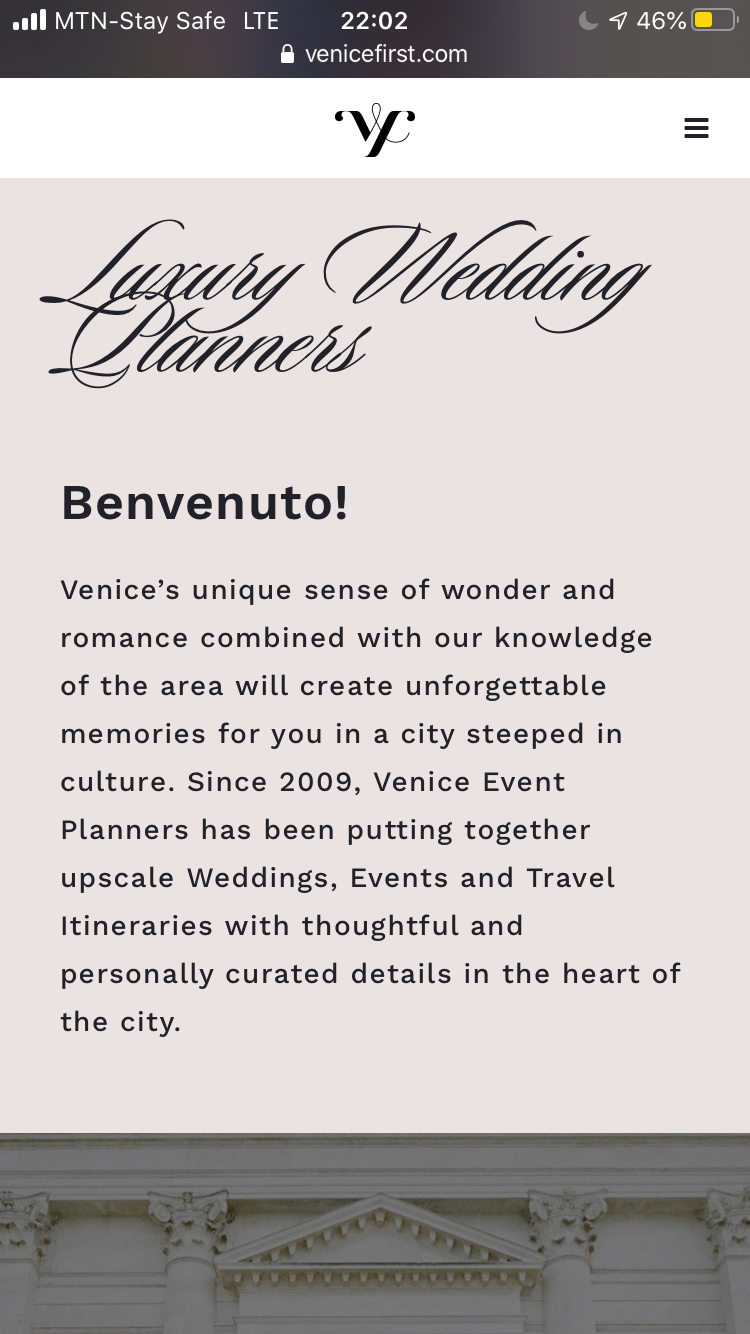 MTN-Stay Safe LTE 22:02 46%
venicefirst.com
Luxury Wedding
Planners
Benvenuto!
Venice’s unique sense of wonder and
romance combined with our knowledge
of the area will create unforgettable
memories for you in a city steeped in
culture. Since 2009, Venice Event
Planners has been putting together
upscale Weddings, Events and Travel
Itineraries with thoughtful and
personally curated details in the heart of
the city.